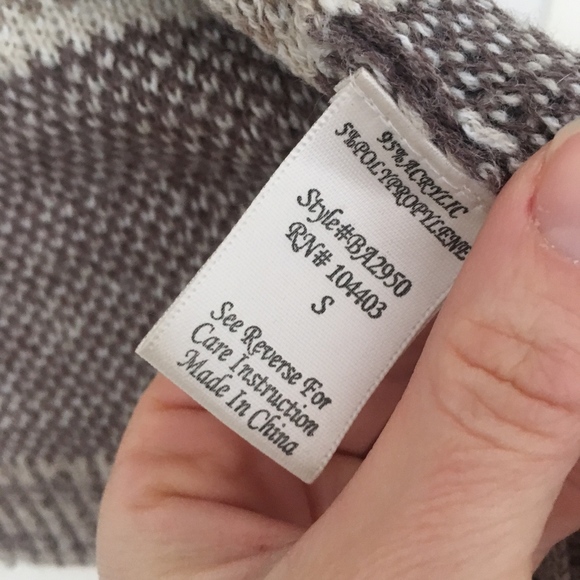 95% ACRYLIC
5% POLYPROPYLENE
Style#BA2950
RN# 104403
S
See Reverse For
Care Instruction
Made In China